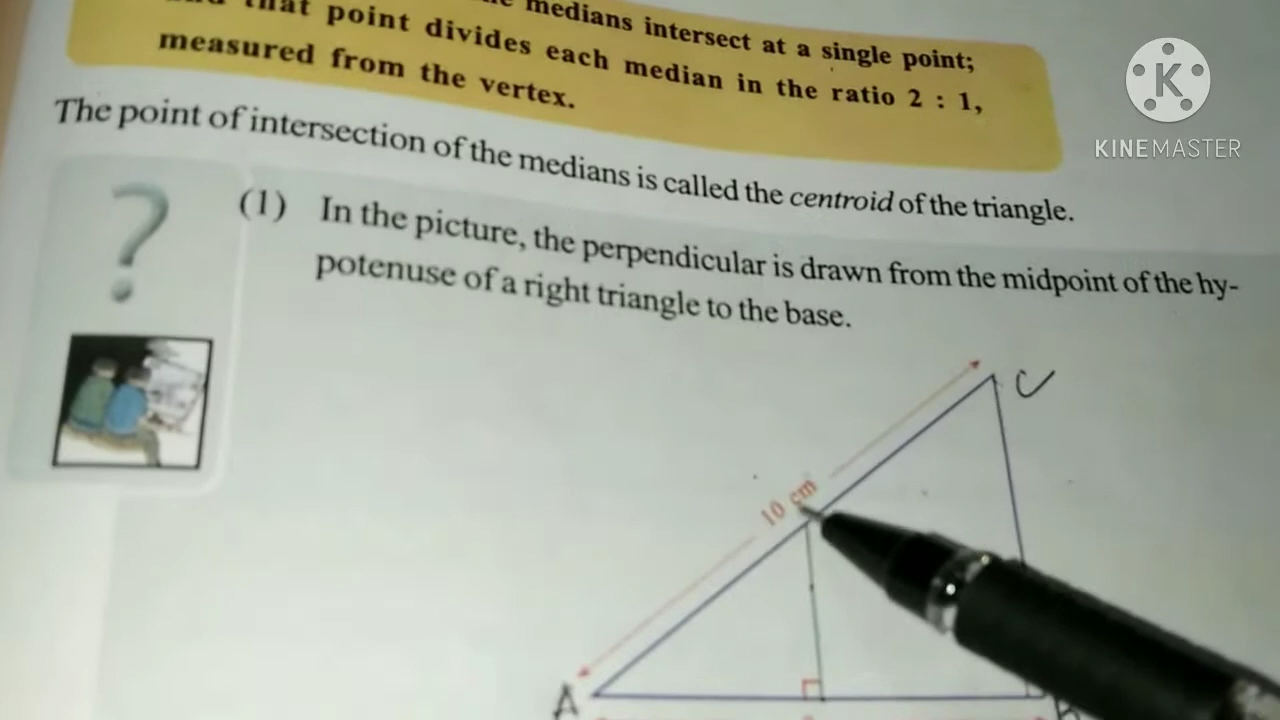 medians intersect at a single point;
that point divides each median in the ratio 2 : 1,
measured from the vertex.
The point of intersection of the medians is called the centroid of the triangle.
?
(1) In the picture, the perpendicular is drawn from the midpoint of the hy-
potenuse of a right triangle to the base.
C
10 cm
A
K
KINEMASTER